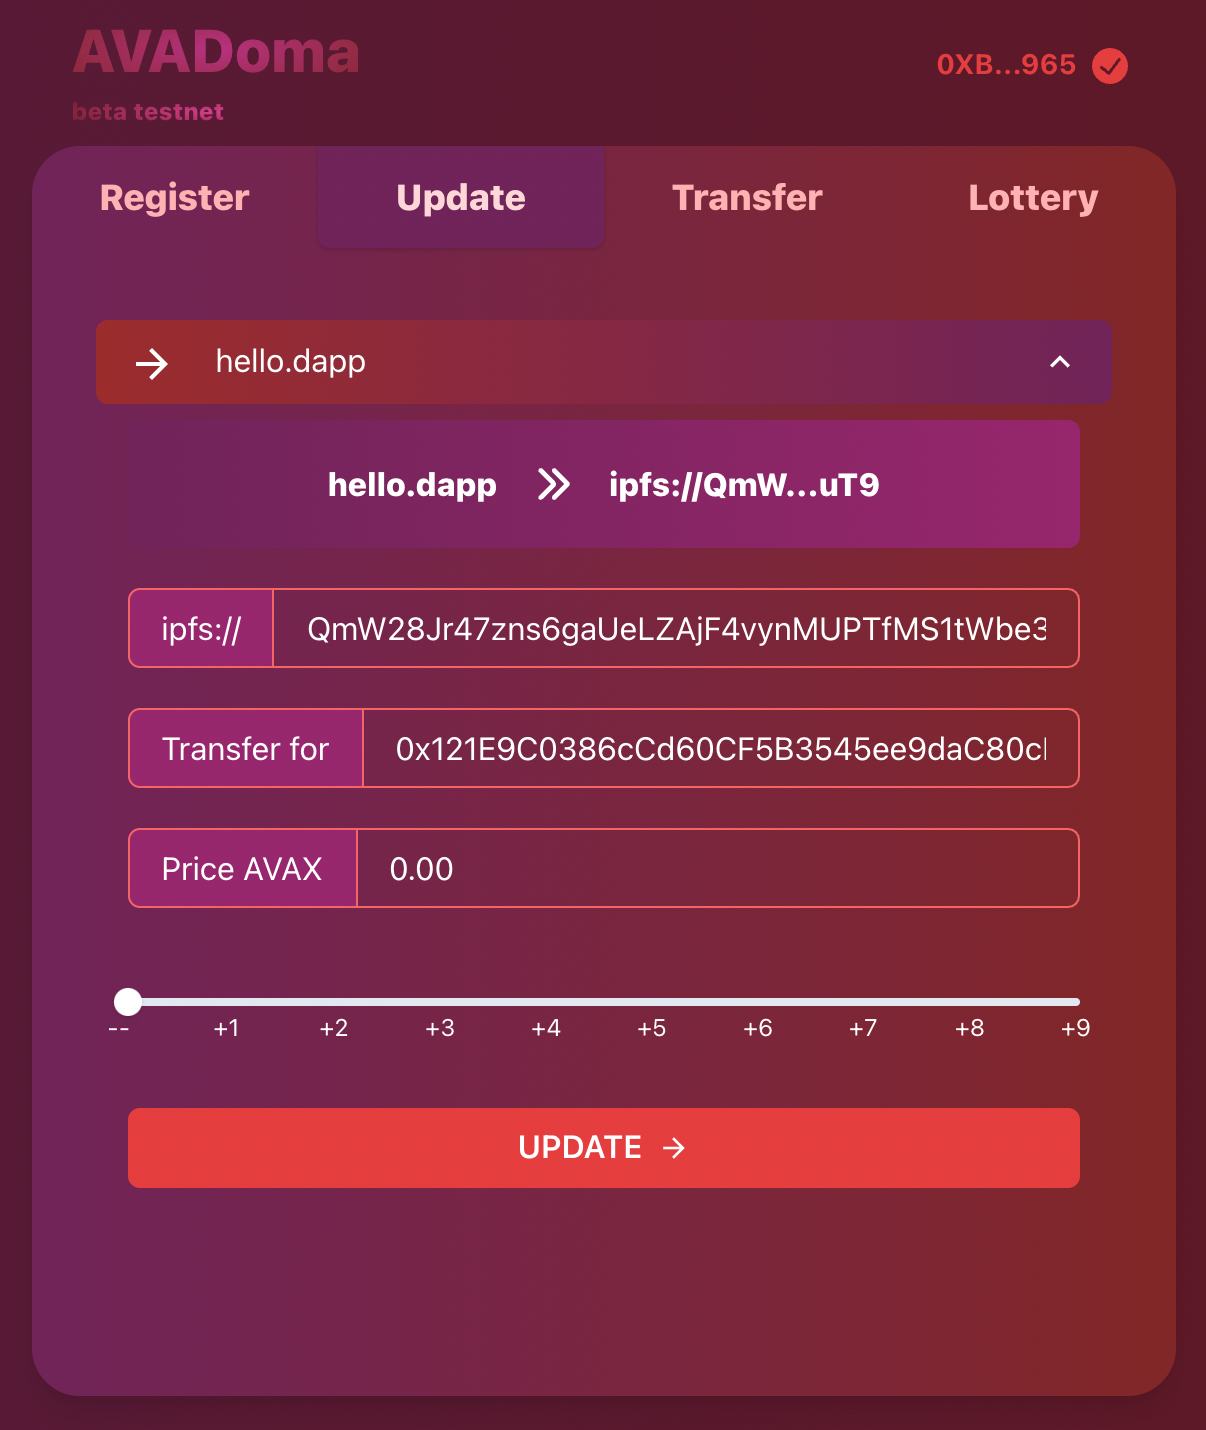 AVADoma
beta testnet
0XB...965
Register Update Transfer Lottery
hello.dapp
hello.dapp ipfs://QmW...uT9
ipfs:// QmW28Jr47zns6gaUeLZAjF4vynMUPTfMS1tWbe3
Transfer for 0x121E9C0386cCd60CF5B3545ee9daC80c
Price AVAX 0.00
-- +1 +2 +3 +4 +5 +6 +7 +8 +9
UPDATE →